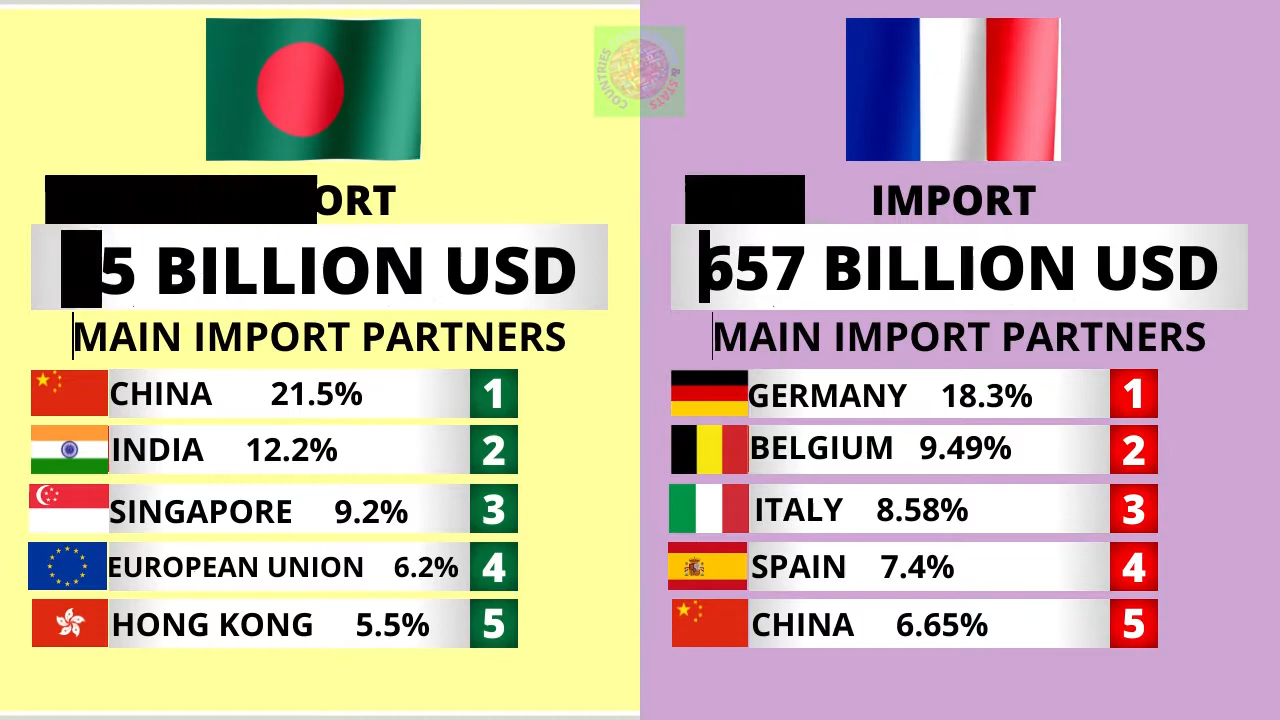 COUNTRIES & STATS
ORT
5 BILLION USD
MAIN IMPORT PARTNERS
CHINA 21.5% 1
INDIA 12.2% 2
SINGAPORE 9.2% 3
EUROPEAN UNION 6.2% 4
HONG KONG 5.5% 5
IMPORT
657 BILLION USD
MAIN IMPORT PARTNERS
GERMANY 18.3% 1
BELGIUM 9.49% 2
ITALY 8.58% 3
SPAIN 7.4% 4
CHINA 6.65% 5